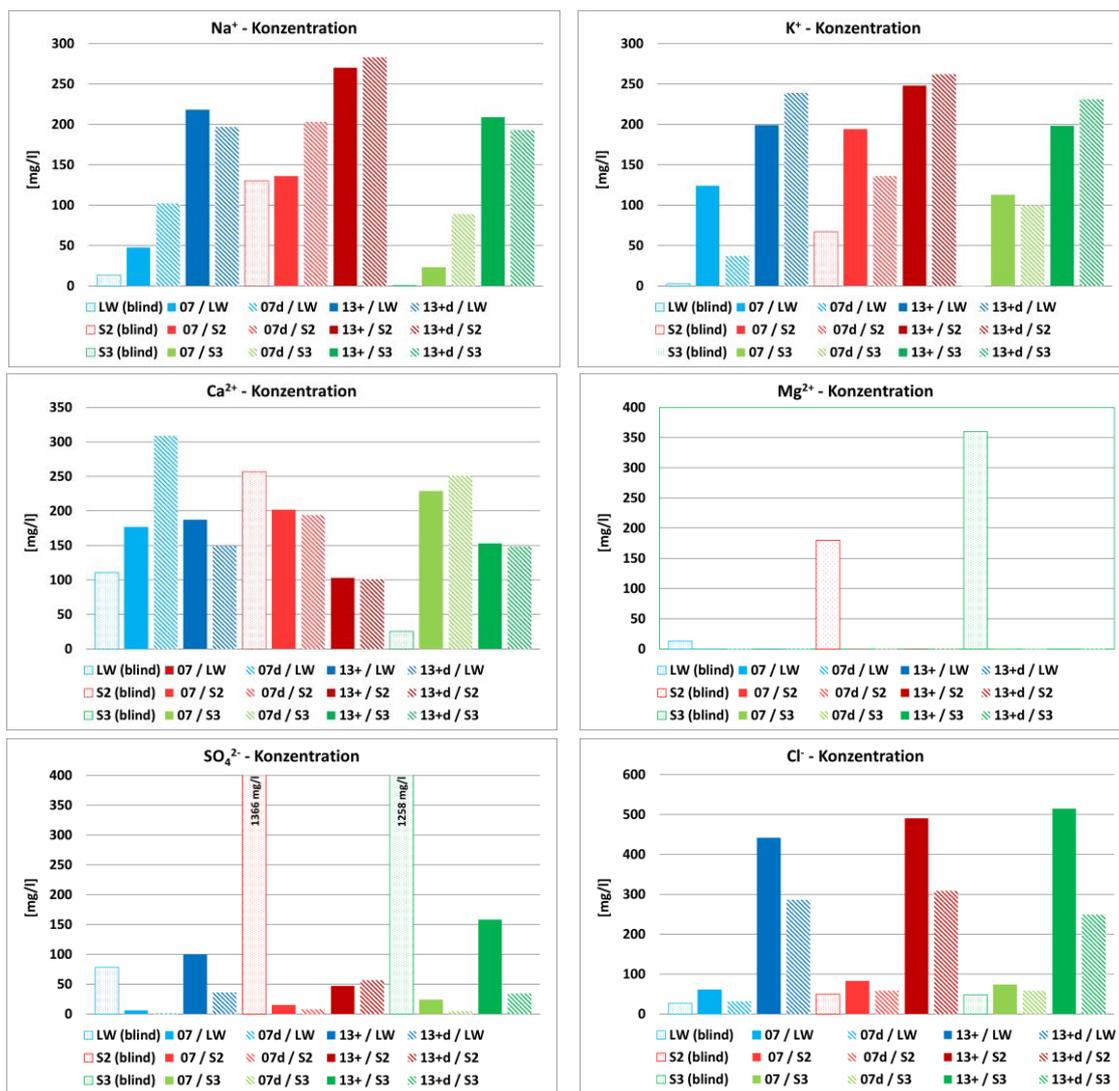 Na⁺ - Konzentration
[mg/l]
300
250
200
150
100
50
0
LW (blind) 07 / LW 07d / LW 13+ / LW 13+d / LW
S2 (blind) 07 / S2 07d / S2 13+ / S2 13+d / S2
S3 (blind) 07 / S3 07d / S3 13+ / S3 13+d / S3
K⁺ - Konzentration
[mg/l]
300
250
200
150
100
50
0
LW (blind) 07 / LW 07d / LW 13+ / LW 13+d / LW
S2 (blind) 07 / S2 07d / S2 13+ / S2 13+d / S2
S3 (blind) 07 / S3 07d / S3 13+ / S3 13+d / S3
Ca²⁺ - Konzentration
[mg/l]
350
300
250
200
150
100
50
0
LW (blind) 07 / LW 07d / LW 13+ / LW 13+d / LW
S2 (blind) 07 / S2 07d / S2 13+ / S2 13+d / S2
S3 (blind) 07 / S3 07d / S3 13+ / S3 13+d / S3
Mg²⁺ - Konzentration
[mg/l]
400
350
300
250
200
150
100
50
0
LW (blind) 07 / LW 07d / LW 13+ / LW 13+d / LW
S2 (blind) 07 / S2 07d / S2 13+ / S2 13+d / S2
S3 (blind) 07 / S3 07d / S3 13+ / S3 13+d / S3
SO₄²⁻ - Konzentration
[mg/l]
400
350
300
250
200
150
100
50
0
1366 mg/l
1258 mg/l
LW (blind) 07 / LW 07d / LW 13+ / LW 13+d / LW
S2 (blind) 07 / S2 07d / S2 13+ / S2 13+d / S2
S3 (blind) 07 / S3 07d / S3 13+ / S3 13+d / S3
Cl⁻ - Konzentration
[mg/l]
600
500
400
300
200
100
0
LW (blind) 07 / LW 07d / LW 13+ / LW 13+d / LW
S2 (blind) 07 / S2 07d / S2 13+ / S2 13+d / S2
S3 (blind) 07 / S3 07d / S3 13+ / S3 13+d / S3